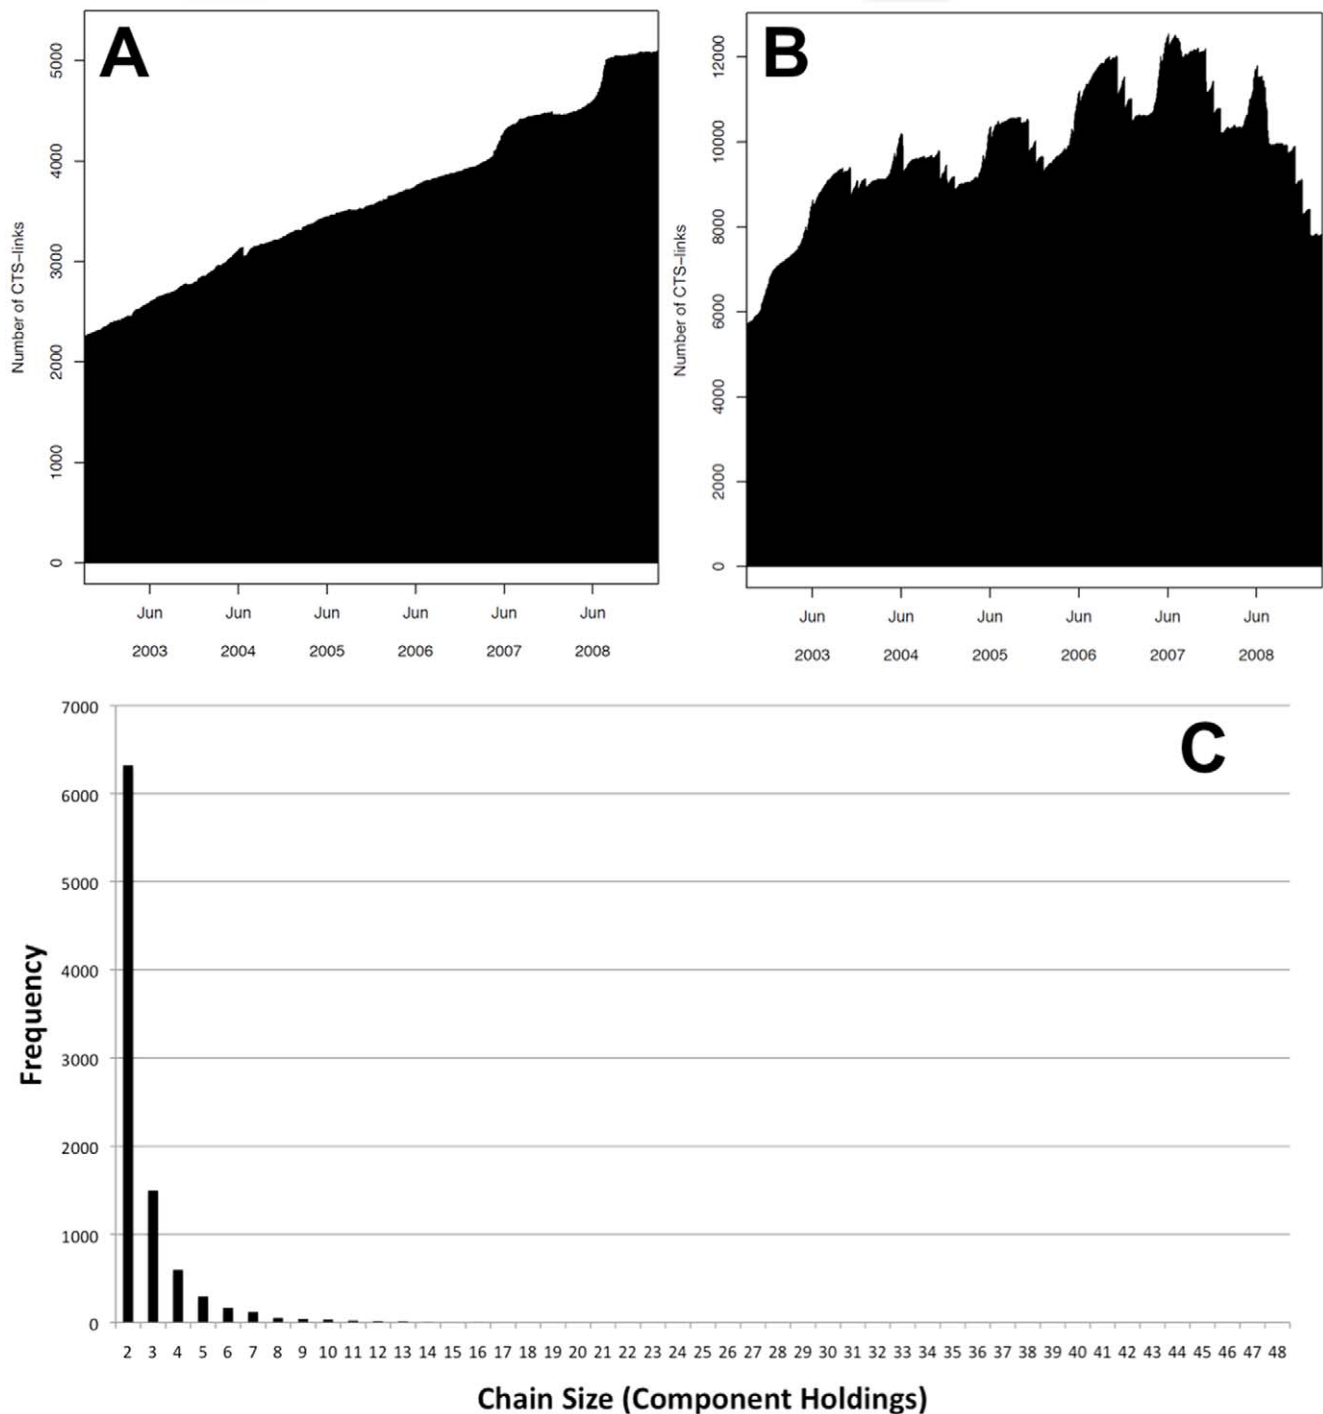 A
Number of CTS–links
5000
4000
3000
2000
1000
0
Jun Jun Jun Jun Jun Jun
2003 2004 2005 2006 2007 2008
B
Number of CTS–links
12000
10000
8000
6000
4000
2000
0
Jun Jun Jun Jun Jun Jun
2003 2004 2005 2006 2007 2008
C
Frequency
7000
6000
5000
4000
3000
2000
1000
0
2 3 4 5 6 7 8 9 10 11 12 13 14 15 16 17 18 19 20 21 22 23 24 25 26 27 28 29 30 31 32 33 34 35 36 37 38 39 40 41 42 43 44 45 46 47 48
Chain Size (Component Holdings)